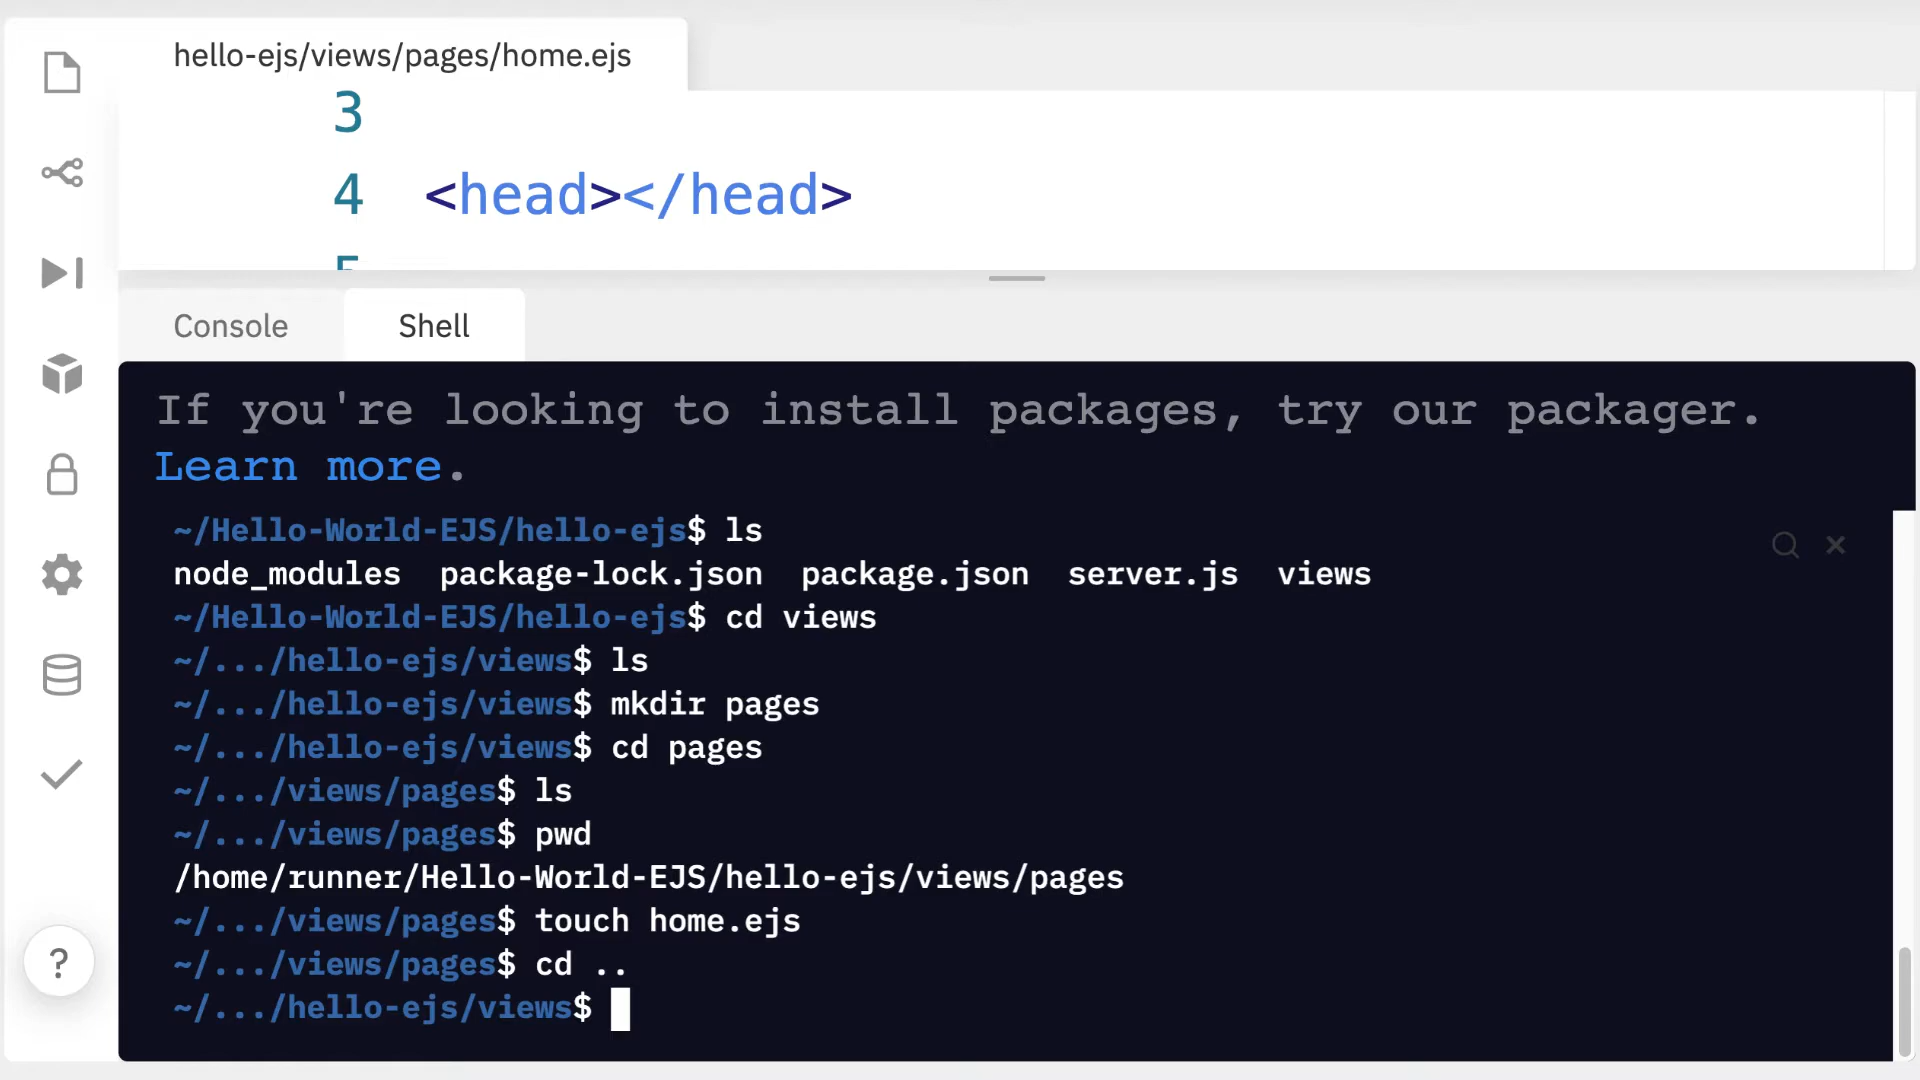 hello-ejs/views/pages/home.ejs
3
4 <head></head>
5
Console Shell
If you're looking to install packages, try our packager.
Learn more.
~/Hello-World-EJS/hello-ejs$ ls
node_modules package-lock.json package.json server.js views
~/Hello-World-EJS/hello-ejs$ cd views
~/.../hello-ejs/views$ ls
~/.../hello-ejs/views$ mkdir pages
~/.../hello-ejs/views$ cd pages
~/.../views/pages$ ls
~/.../views/pages$ pwd
/home/runner/Hello-World-EJS/hello-ejs/views/pages
~/.../views/pages$ touch home.ejs
~/.../views/pages$ cd ..
~/.../hello-ejs/views$
?